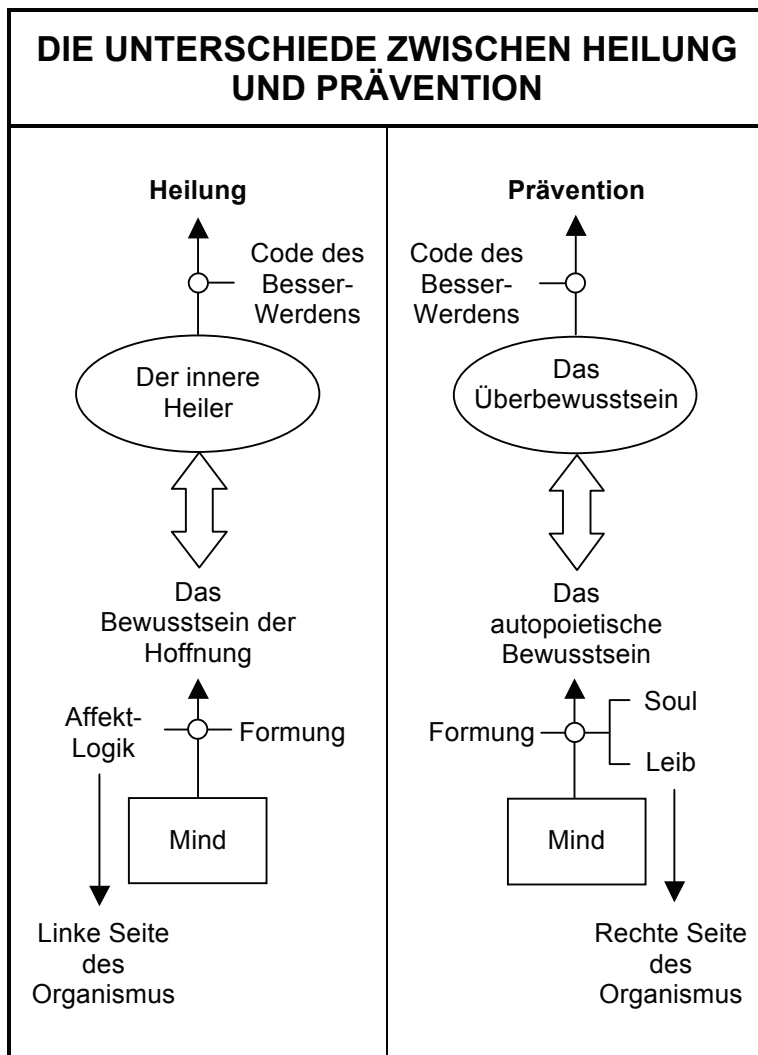 DIE UNTERSCHIEDE ZWISCHEN HEILUNG
UND PRÄVENTION
Heilung
Code des
Besser-
Werdens
Der innere
Heiler
Das
Bewusstsein der
Hoffnung
Affekt-
Logik
Formung
Mind
Linke Seite
des
Organismus
Prävention
Code des
Besser-
Werdens
Das
Überbewusstsein
Das
autopoietische
Bewusstsein
Formung
Soul
Leib
Mind
Rechte Seite
des
Organismus